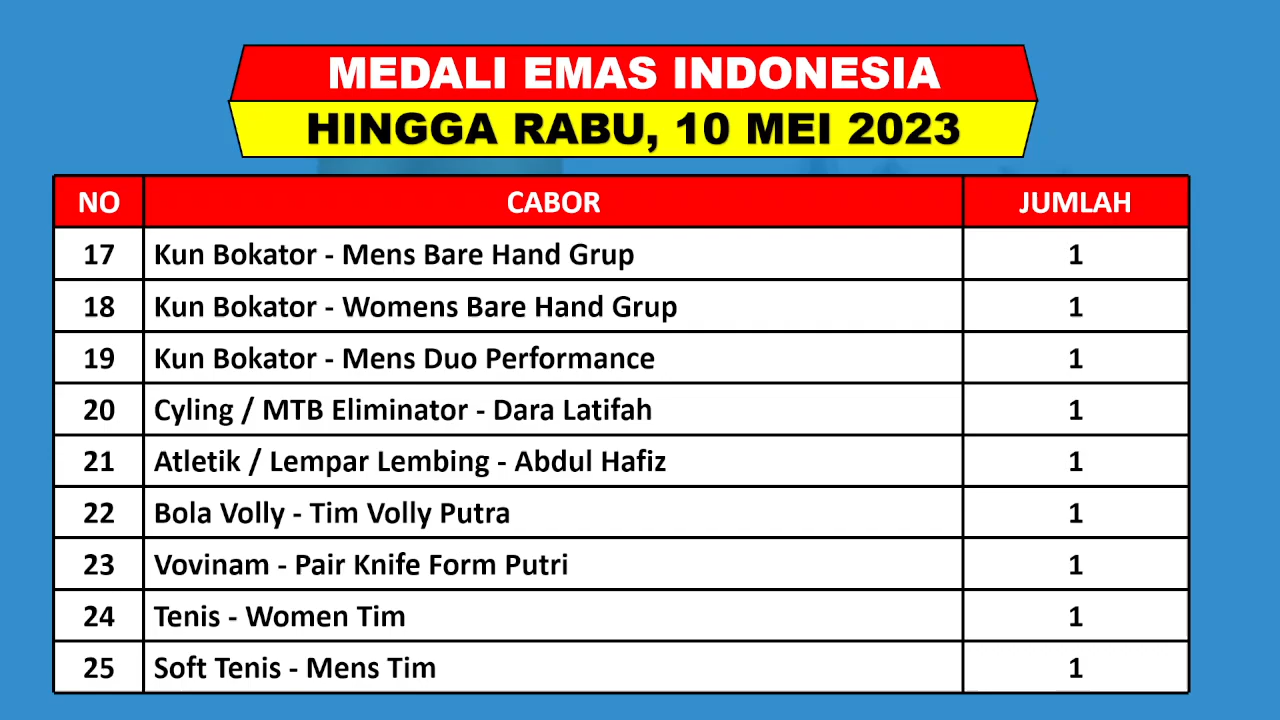 MEDALI EMAS INDONESIA
HINGGA RABU, 10 MEI 2023
NO CABOR JUMLAH
17 Kun Bokator - Mens Bare Hand Grup 1
18 Kun Bokator - Womens Bare Hand Grup 1
19 Kun Bokator - Mens Duo Performance 1
20 Cyling / MTB Eliminator - Dara Latifah 1
21 Atletik / Lempar Lembing - Abdul Hafiz 1
22 Bola Volly - Tim Volly Putra 1
23 Vovinam - Pair Knife Form Putri 1
24 Tenis - Women Tim 1
25 Soft Tenis - Mens Tim 1